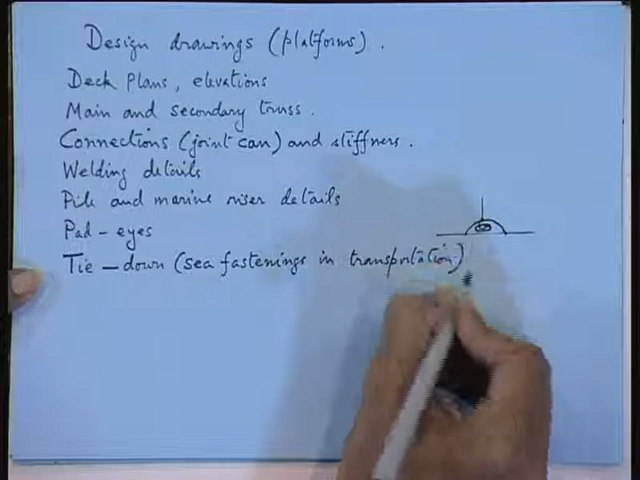 Design drawings (platforms).
Deck Plans, elevations
Main and secondary truss.
Connections (joint can) and stiffners.
Welding details
Pile and marine riser details
Pad - eyes
Tie - down (sea fastenings in transportation)